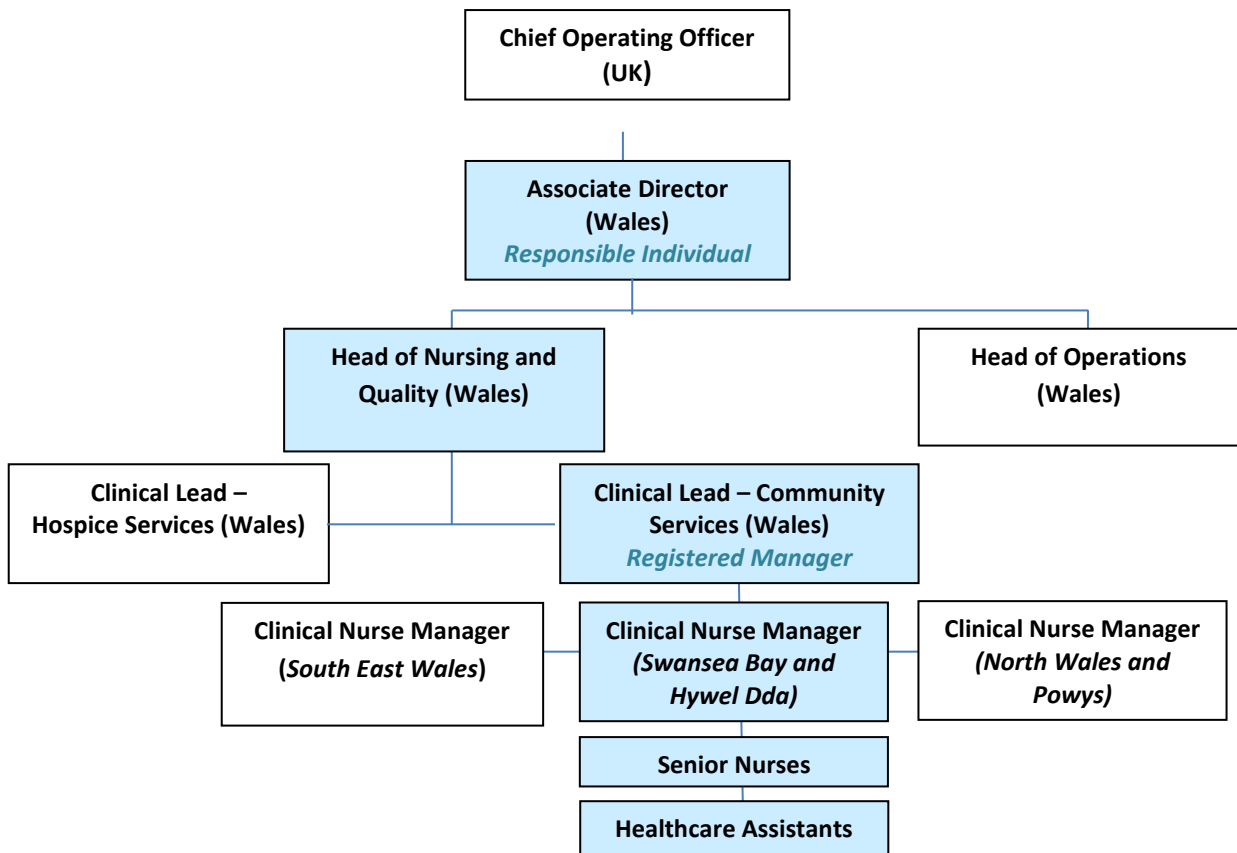 Chief Operating Officer
(UK)
Associate Director
(Wales)
Responsible Individual
Head of Nursing and
Quality (Wales)
Head of Operations
(Wales)
Clinical Lead –
Hospice Services (Wales)
Clinical Lead – Community
Services (Wales)
Registered Manager
Clinical Nurse Manager
(South East Wales)
Clinical Nurse Manager
(Swansea Bay and
Hywel Dda)
Clinical Nurse Manager
(North Wales and
Powys)
Senior Nurses
Healthcare Assistants